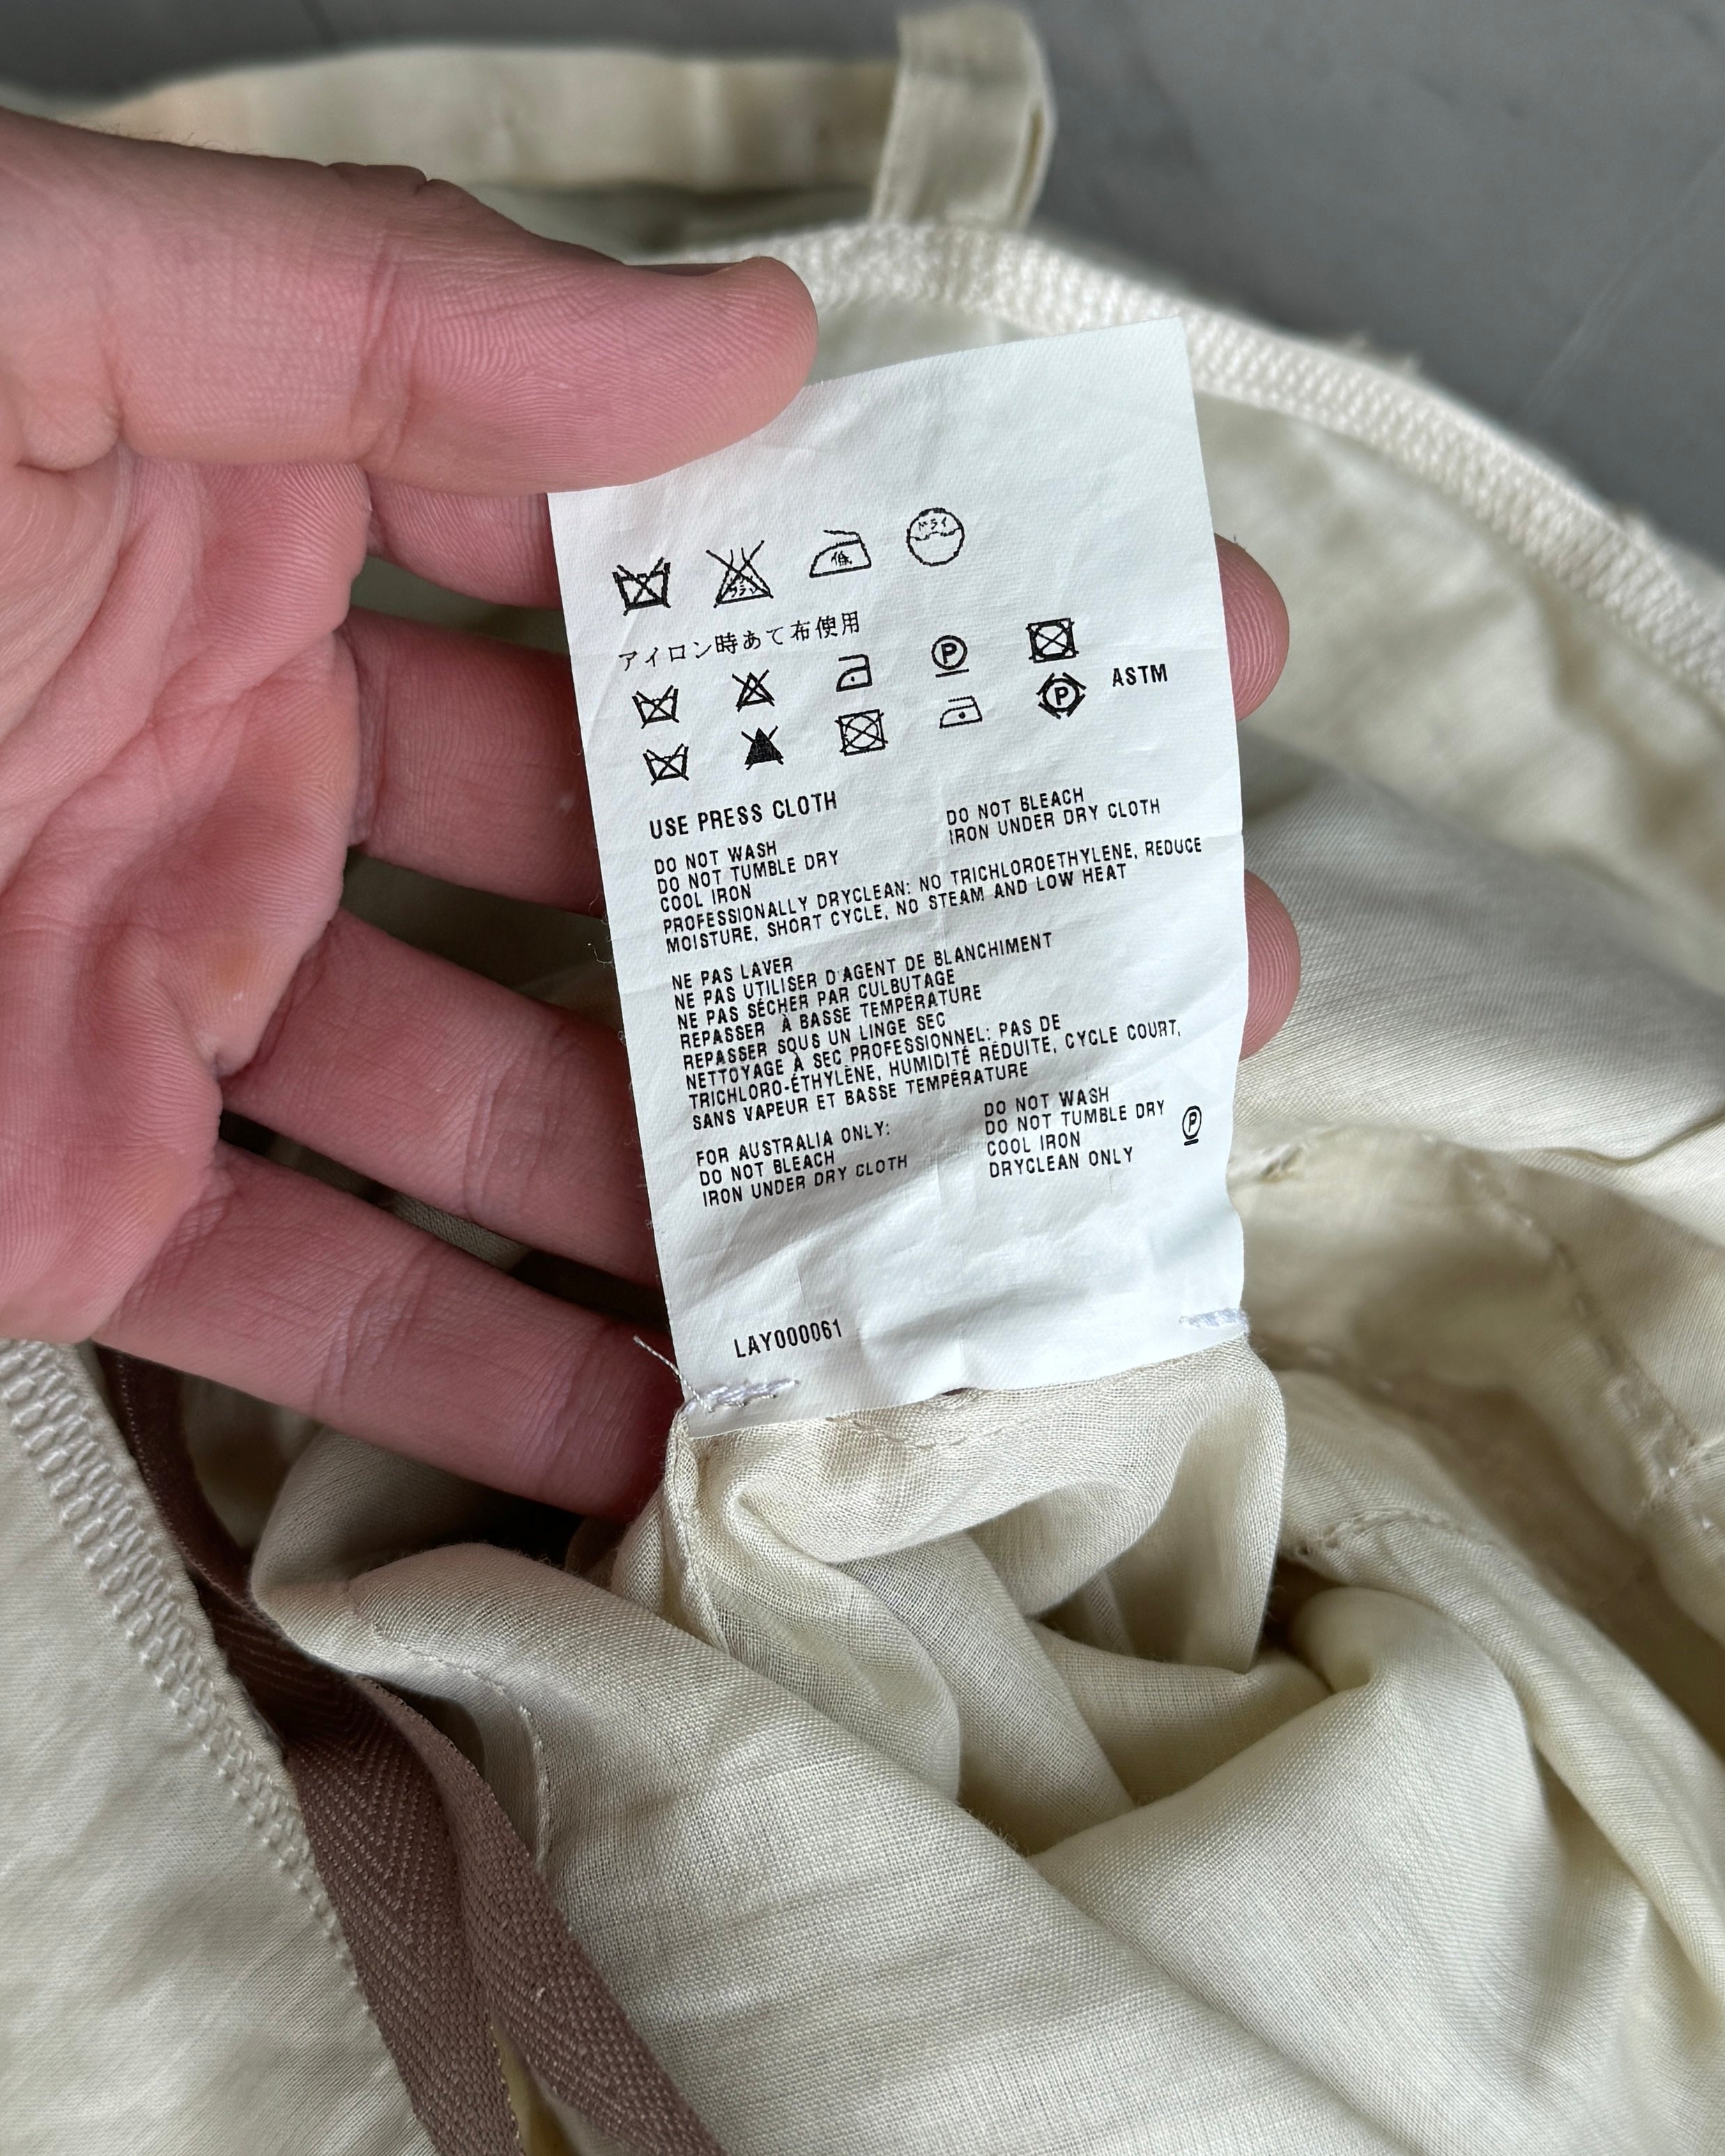 ドライ
低
アイロン時あて布使用
P
P ASTM
USE PRESS CLOTH
DO NOT WASH DO NOT BLEACH
DO NOT TUMBLE DRY IRON UNDER DRY CLOTH
COOL IRON
PROFESSIONALLY DRYCLEAN: NO TRICHLOROETHYLENE, REDUCE
MOISTURE, SHORT CYCLE, NO STEAM AND LOW HEAT
NE PAS LAVER
NE PAS UTILISER D'AGENT DE BLANCHIMENT
NE PAS SÉCHER PAR CULBUTAGE
REPASSER À BASSE TEMPÉRATURE
REPASSER SOUS UN LINGE SEC
NETTOYAGE À SEC PROFESSIONNEL: PAS DE
TRICHLORO-ÉTHYLÈNE, HUMIDITÉ RÉDUITE, CYCLE COURT,
SANS VAPEUR ET BASSE TEMPÉRATURE
FOR AUSTRALIA ONLY: DO NOT WASH
DO NOT BLEACH DO NOT TUMBLE DRY P
IRON UNDER DRY CLOTH COOL IRON
DRYCLEAN ONLY
LAY000061